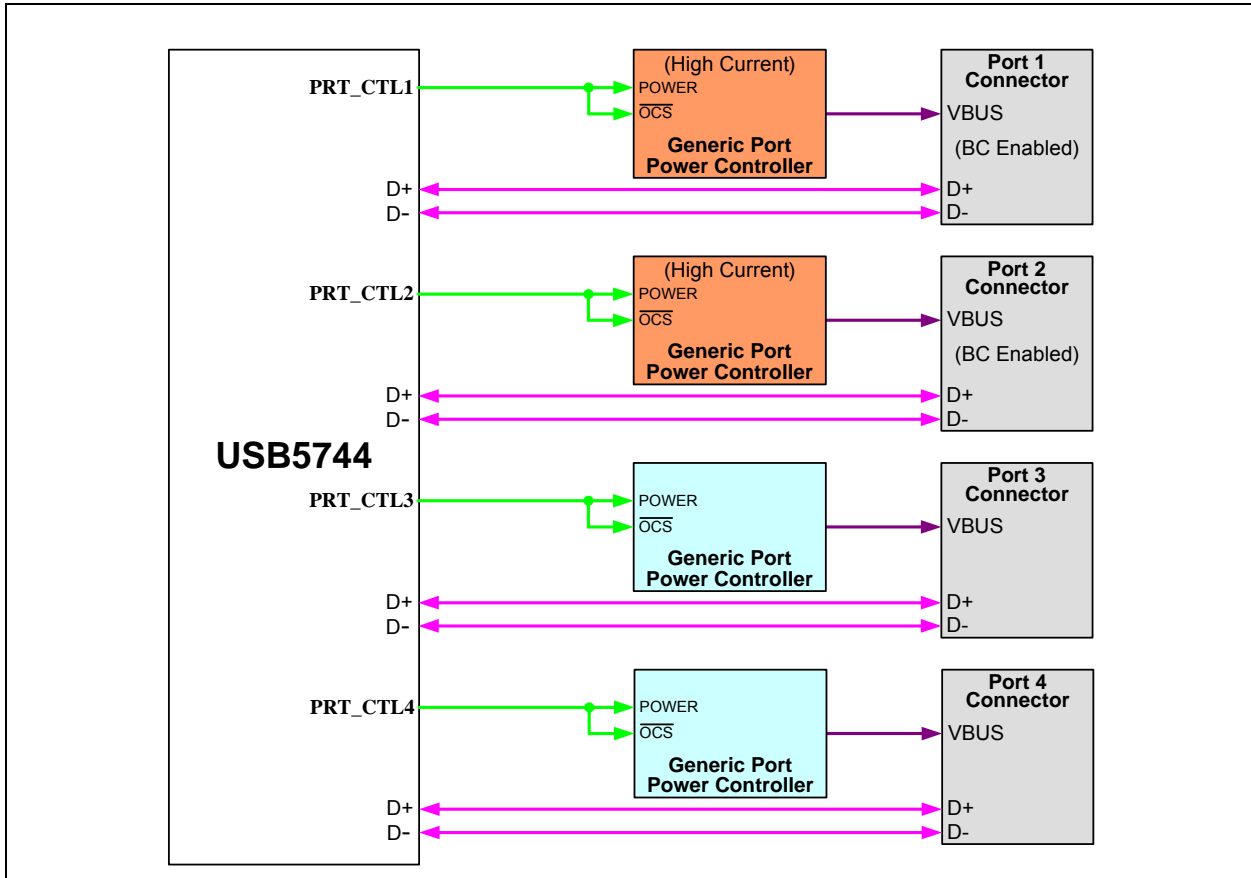 (High Current)
Port 1
Connector
PRT_CTL1
POWER
OCS
VBUS
Generic Port
Power Controller
(BC Enabled)
D+
D+
D-
D-
(High Current)
Port 2
Connector
PRT_CTL2
POWER
OCS
VBUS
Generic Port
Power Controller
(BC Enabled)
D+
D+
D-
D-
USB5744
Port 3
Connector
PRT_CTL3
POWER
OCS
VBUS
Generic Port
Power Controller
D+
D+
D-
D-
Port 4
Connector
PRT_CTL4
POWER
OCS
VBUS
Generic Port
Power Controller
D+
D+
D-
D-